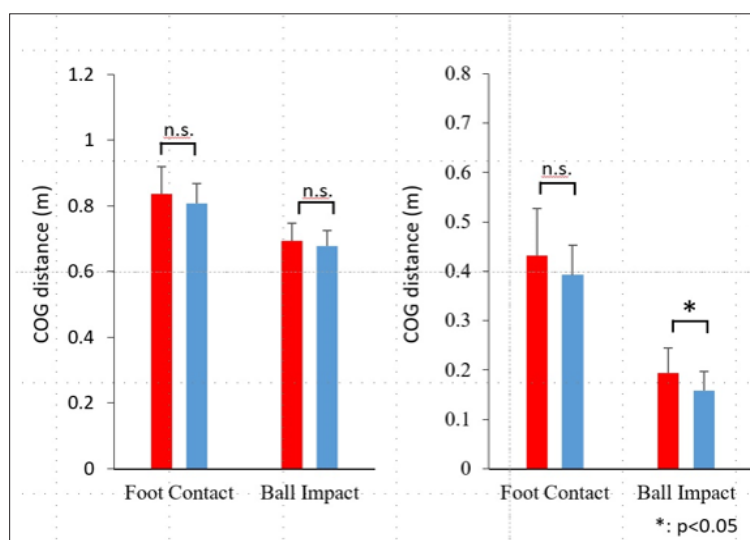 COG distance (m)
1.2
1
0.8
0.6
0.4
0.2
0
n.s.
n.s.
Foot Contact
Ball Impact
COG distance (m)
0.8
0.7
0.6
0.5
0.4
0.3
0.2
0.1
0
n.s.
*
Foot Contact
Ball Impact
*: p<0.05